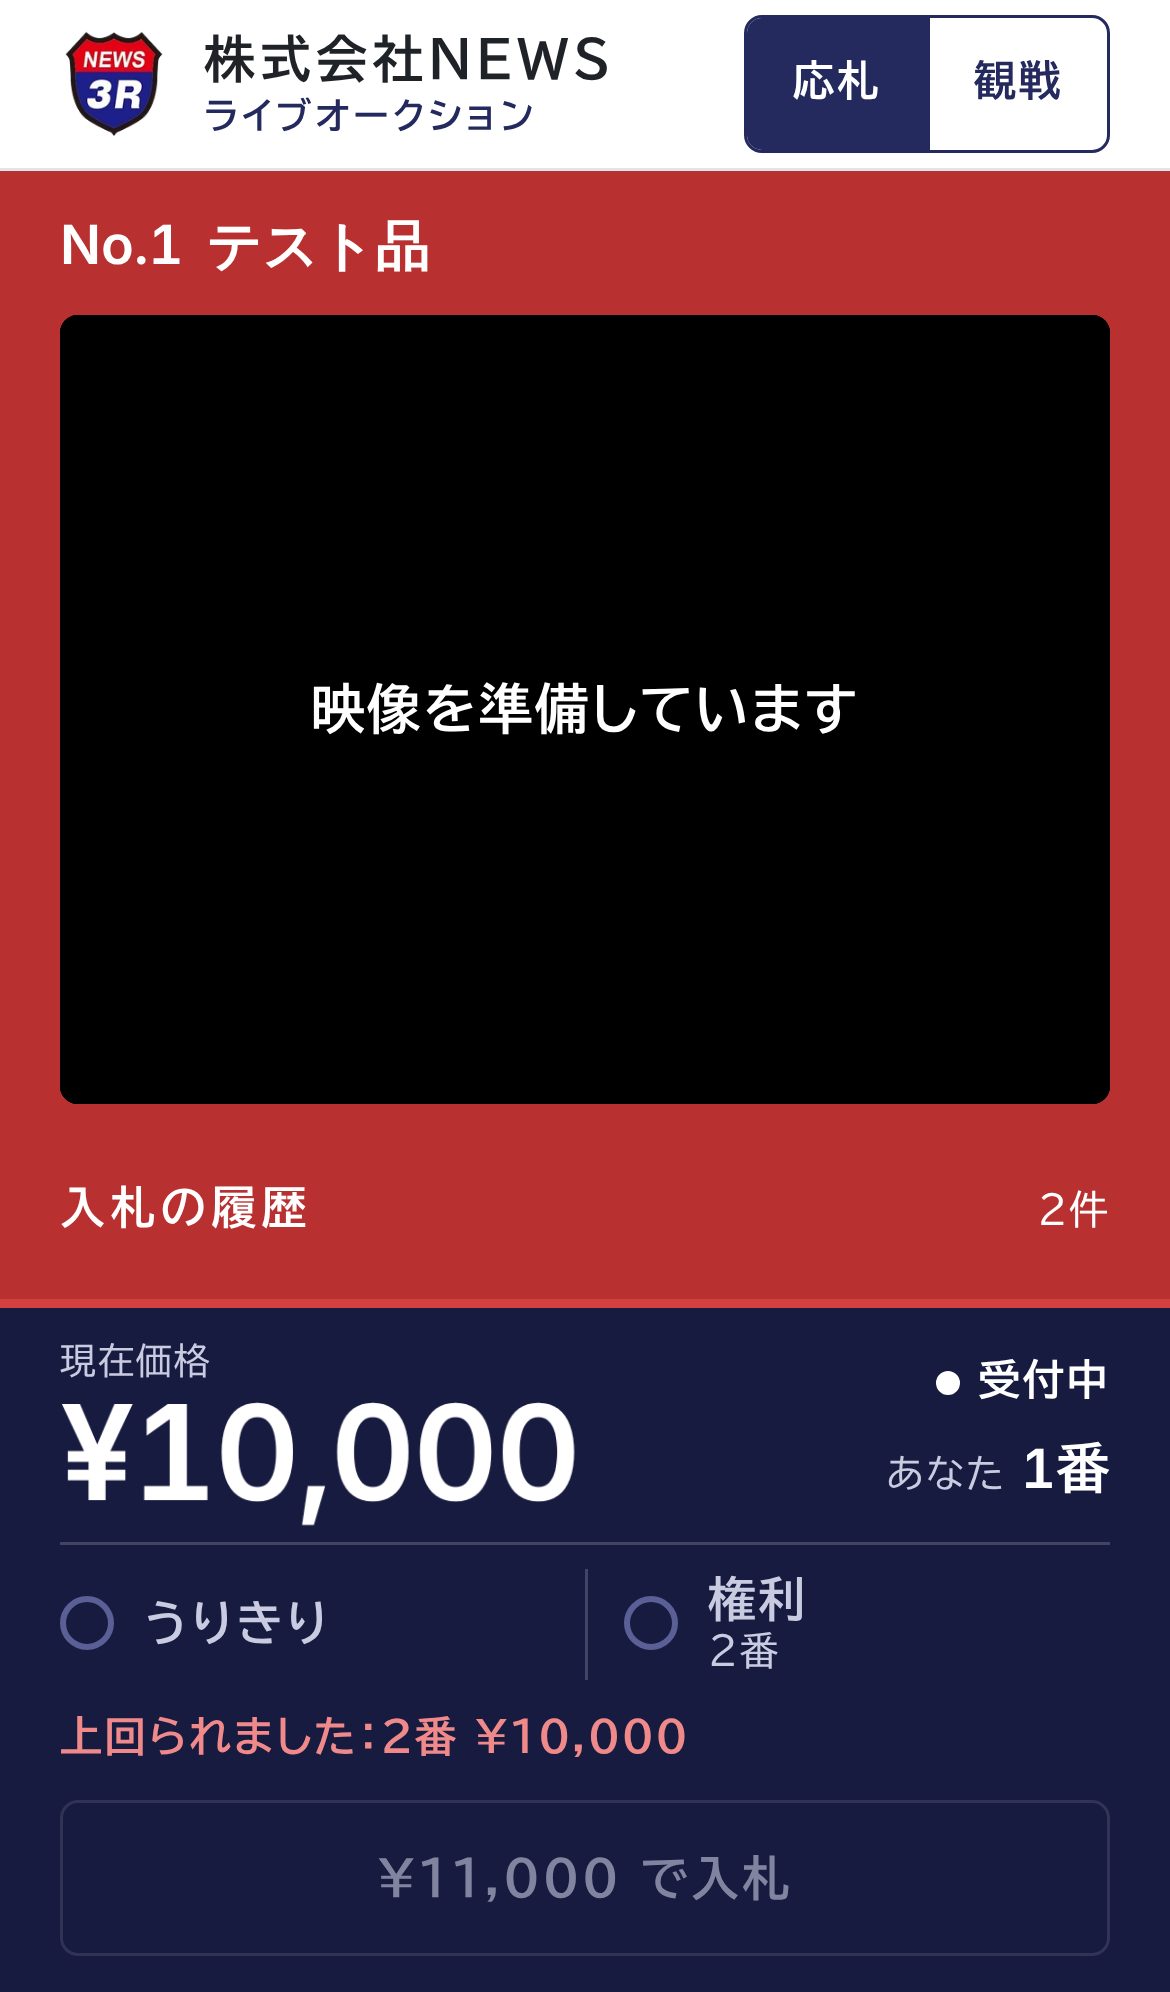 NEWS
3R
株式会社NEWS
ライブオークション
応札
観戦
No.1 テスト品
映像を準備しています
入札の履歴
2件
現在価格
¥10,000
受付中
あなた 1番
うりきり
権利
2番
上回られました：2番 ¥10,000
¥11,000 で入札